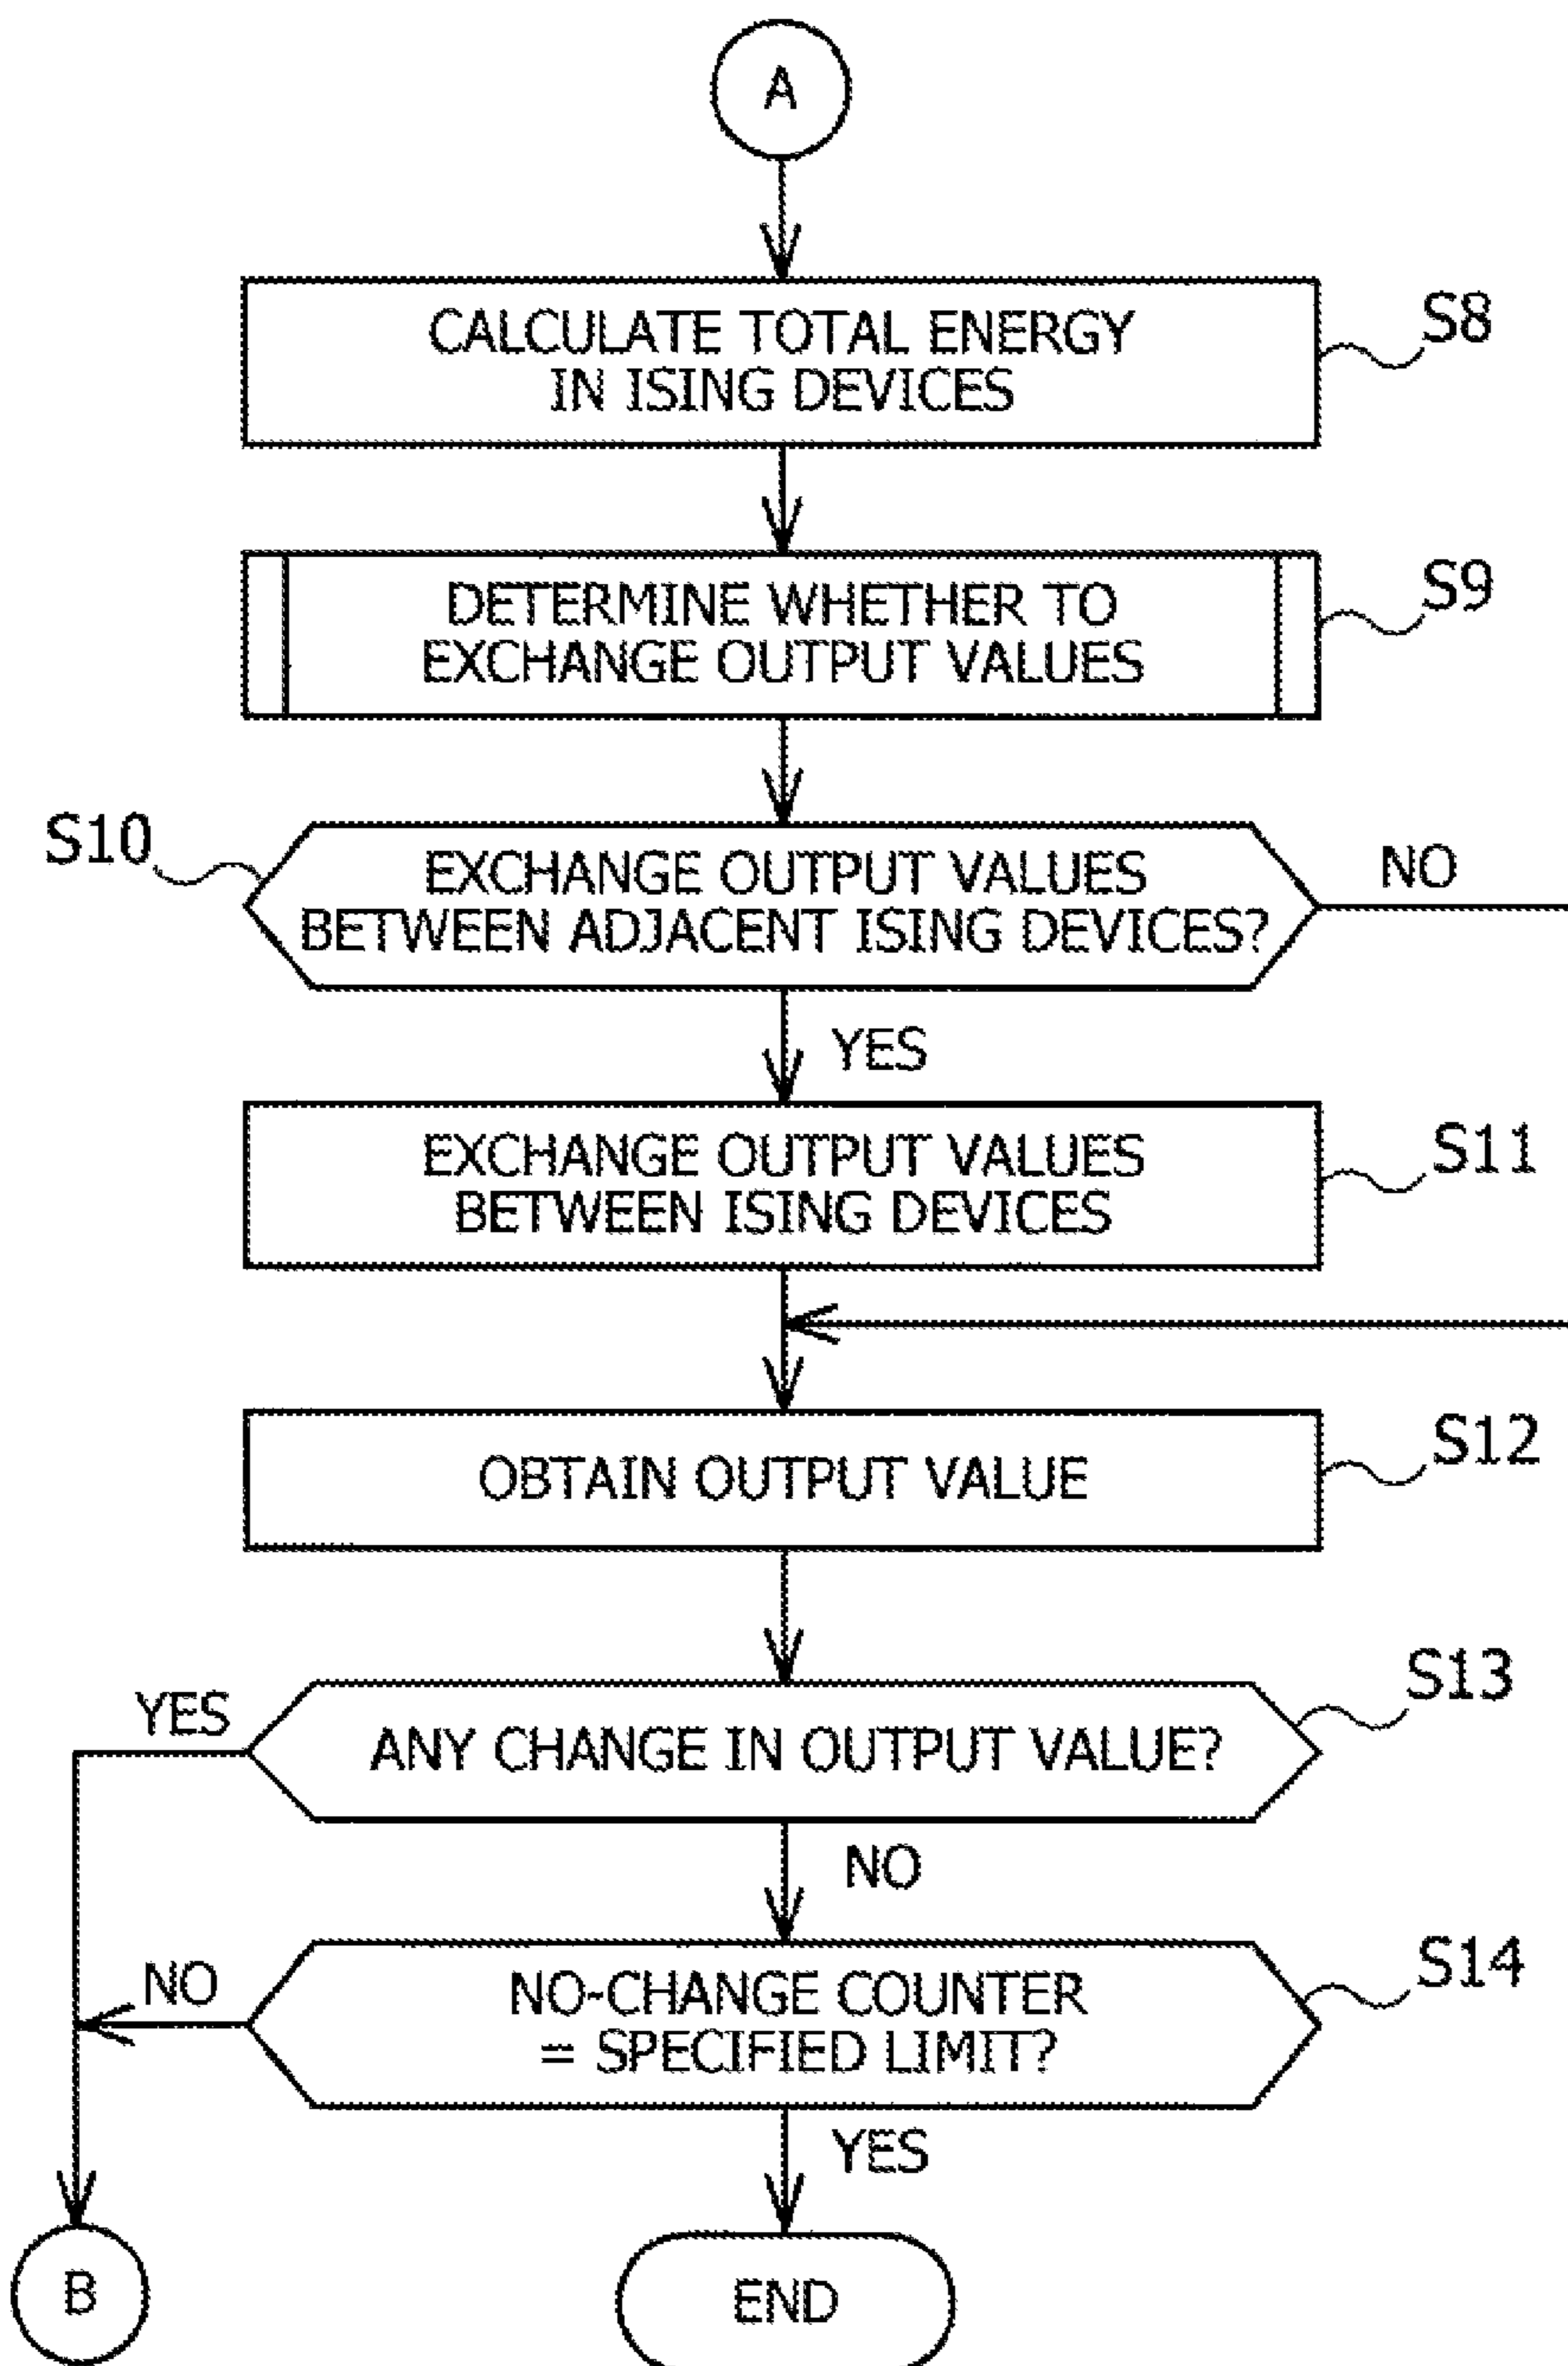 A
CALCULATE TOTAL ENERGY
IN ISING DEVICES
S8
DETERMINE WHETHER TO
EXCHANGE OUTPUT VALUES
S9
S10
EXCHANGE OUTPUT VALUES
BETWEEN ADJACENT ISING DEVICES?
NO
YES
EXCHANGE OUTPUT VALUES
BETWEEN ISING DEVICES
S11
OBTAIN OUTPUT VALUE
S12
YES
ANY CHANGE IN OUTPUT VALUE?
S13
NO
NO
NO-CHANGE COUNTER
= SPECIFIED LIMIT?
S14
YES
B
END